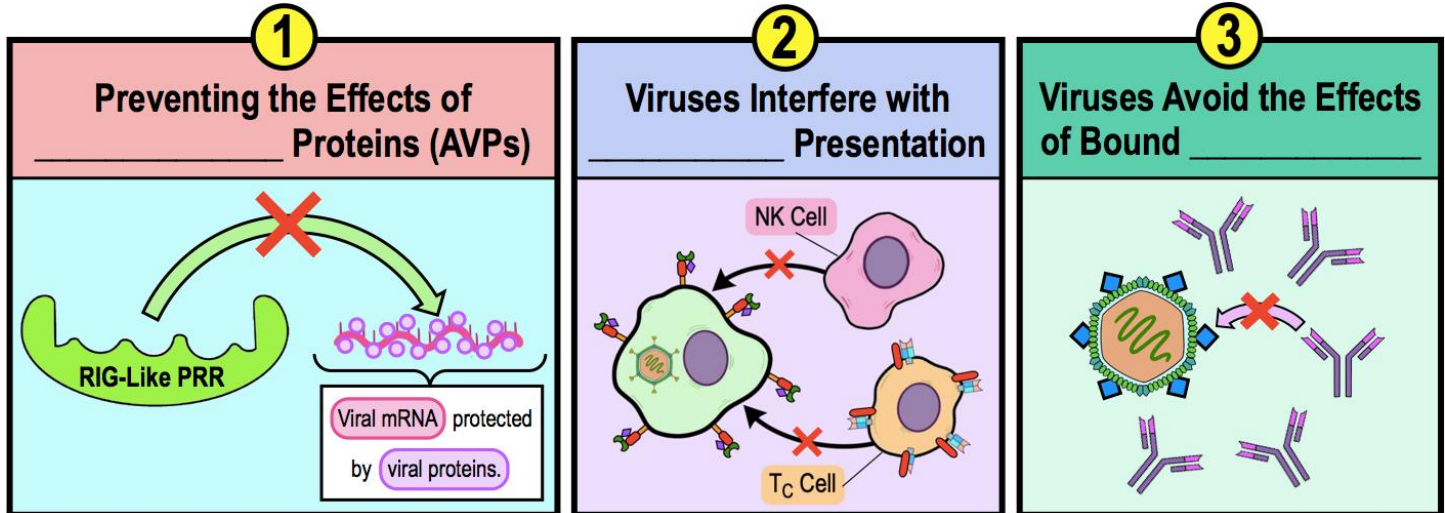 1
Preventing the Effects of
_______________ Proteins (AVPs)
RIG-Like PRR
Viral mRNA protected
by viral proteins.
2
Viruses Interfere with
____________ Presentation
NK Cell
TC Cell
3
Viruses Avoid the Effects
of Bound ______________